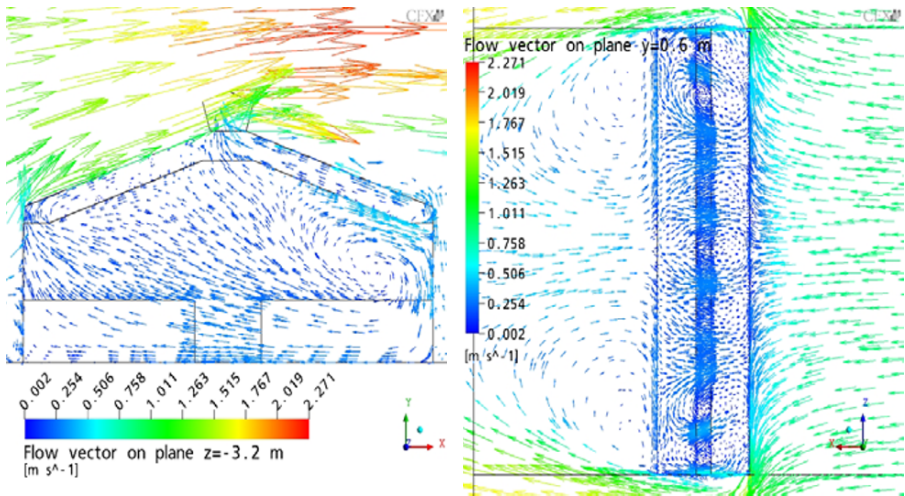 CFX
0.002 0.254 0.506 0.758 1.011 1.263 1.515 1.767 2.019 2.271
Flow vector on plane z=-3.2 m
[m s^-1]
Y
Z
X
CFX
Flow vector on plane y=0.6 m
2.271
2.019
1.767
1.515
1.263
1.011
0.758
0.506
0.254
0.002
[m s^-1]
Z
X